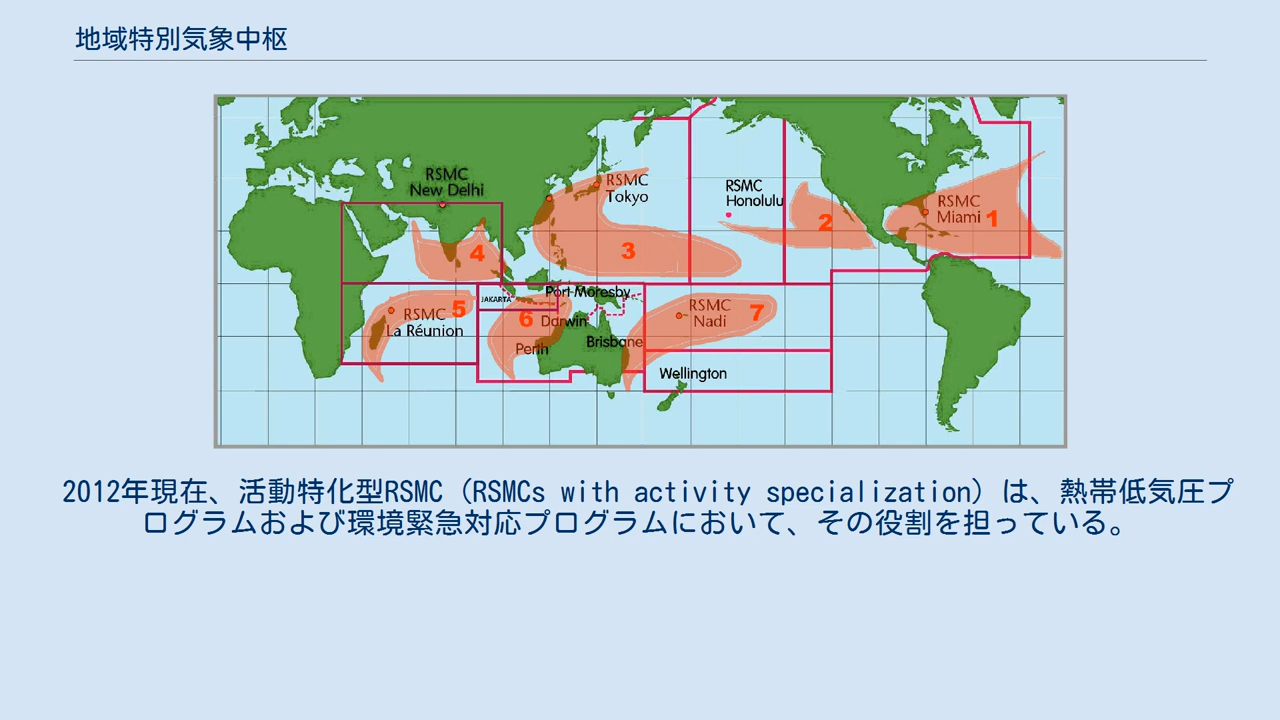 地域特別気象中枢
RSMC
New Delhi
RSMC
Tokyo
RSMC
Honolulu
2
RSMC
Miami 1
3
4
5
RSMC
La Réunion
JAKARTA
Port Moresby
6 Darwin
Perth
Brisbane
RSMC
Nadi
7
Wellington
2012年現在、活動特化型RSMC（RSMCs with activity specialization）は、熱帯低気圧プ
ログラムおよび環境緊急対応プログラムにおいて、その役割を担っている。